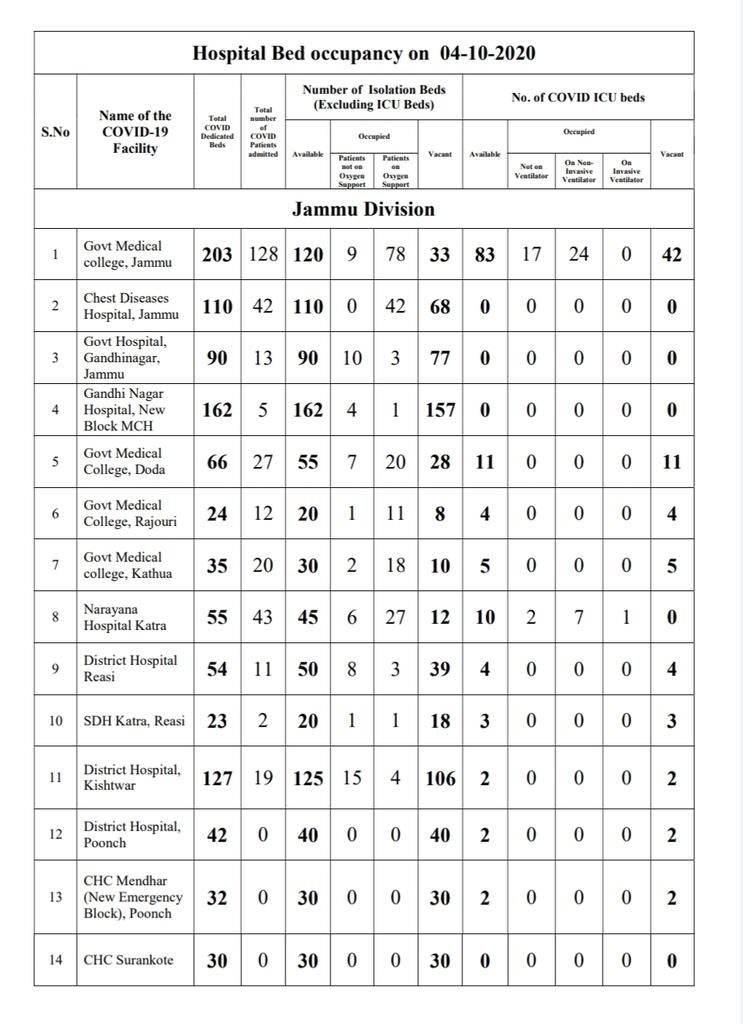 Hospital Bed occupancy on 04-10-2020
S.No
Name of the
COVID-19
Facility
Total
COVID
Dedicated
Beds
Total
number
of
COVID
Patients
admitted
Number of Isolation Beds
(Excluding ICU Beds)
No. of COVID ICU beds
Available
Occupied
Patients
not on
Oxygen
Support
Patients
on
Oxygen
Support
Vacant
Available
Occupied
Not on
Ventilator
On Non-
Invasive
Ventilator
On
Invasive
Ventilator
Vacant
Jammu Division
1 Govt Medical
college, Jammu 203 128 120 9 78 33 83 17 24 0 42
2 Chest Diseases
Hospital, Jammu 110 42 110 0 42 68 0 0 0 0 0
3 Govt Hospital,
Gandhinagar,
Jammu 90 13 90 10 3 77 0 0 0 0 0
4 Gandhi Nagar
Hospital, New
Block MCH 162 5 162 4 1 157 0 0 0 0 0
5 Govt Medical
College, Doda 66 27 55 7 20 28 11 0 0 0 11
6 Govt Medical
College, Rajouri 24 12 20 1 11 8 4 0 0 0 4
7 Govt Medical
college, Kathua 35 20 30 2 18 10 5 0 0 0 5
8 Narayana
Hospital Katra 55 43 45 6 27 12 10 2 7 1 0
9 District Hospital
Reasi 54 11 50 8 3 39 4 0 0 0 4
10 SDH Katra, Reasi 23 2 20 1 1 18 3 0 0 0 3
11 District Hospital,
Kishtwar 127 19 125 15 4 106 2 0 0 0 2
12 District Hospital,
Poonch 42 0 40 0 0 40 2 0 0 0 2
13 CHC Mendhar
(New Emergency
Block), Poonch 32 0 30 0 0 30 2 0 0 0 2
14 CHC Surankote 30 0 30 0 0 30 0 0 0 0 0